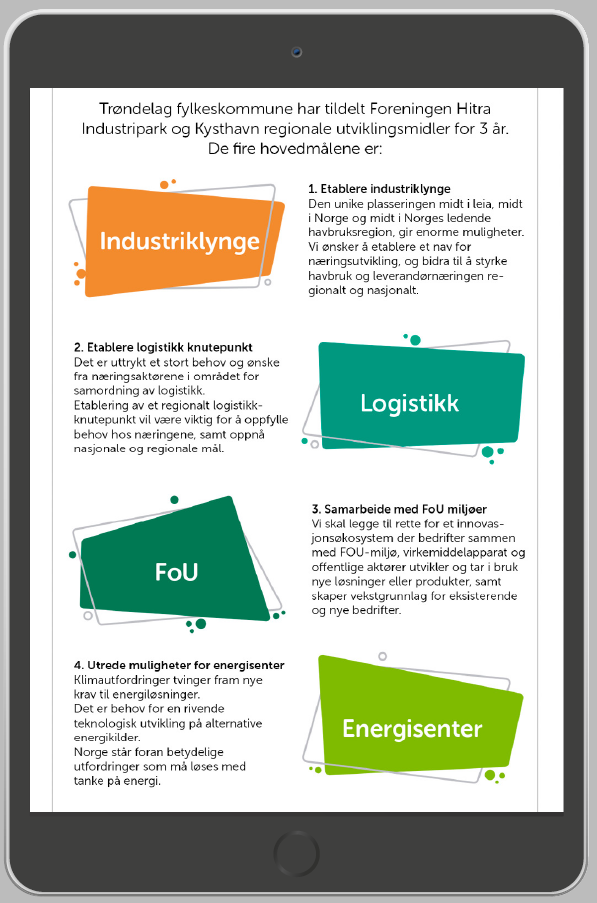 Trøndelag fylkeskommune har tildelt Foreningen Hitra
Industripark og Kysthavn regionale utviklingsmidler for 3 år.
De fire hovedmålene er:
Industriklynge
1. Etablere industriklynge
Den unike plasseringen midt i leia, midt
i Norge og midt i Norges ledende
havbruksregion, gir enorme muligheter.
Vi ønsker å etablere et nav for
næringsutvikling, og bidra til å styrke
havbruk og leverandørnæringen re-
gionalt og nasjonalt.
2. Etablere logistikk knutepunkt
Det er uttrykt et stort behov og ønske
fra næringsaktørene i området for
samordning av logistikk.
Etablering av et regionalt logistikk-
knutepunkt vil være viktig for å oppfylle
behov hos næringene, samt oppnå
nasjonale og regionale mål.
Logistikk
FoU
3. Samarbeide med FoU miljøer
Vi skal legge til rette for et innovas-
jonsøkosystem der bedrifter sammen
med FOU-miljø, virkemiddelapparat og
offentlige aktører utvikler og tar i bruk
nye løsninger eller produkter, samt
skaper vekstgrunnlag for eksisterende
og nye bedrifter.
4. Utrede muligheter for energisenter
Klimautfordringer tvinger fram nye
krav til energiløsninger.
Det er behov for en rivende
teknologisk utvikling på alternative
energikilder.
Norge står foran betydelige
utfordringer som må løses med
tanke på energi.
Energisenter